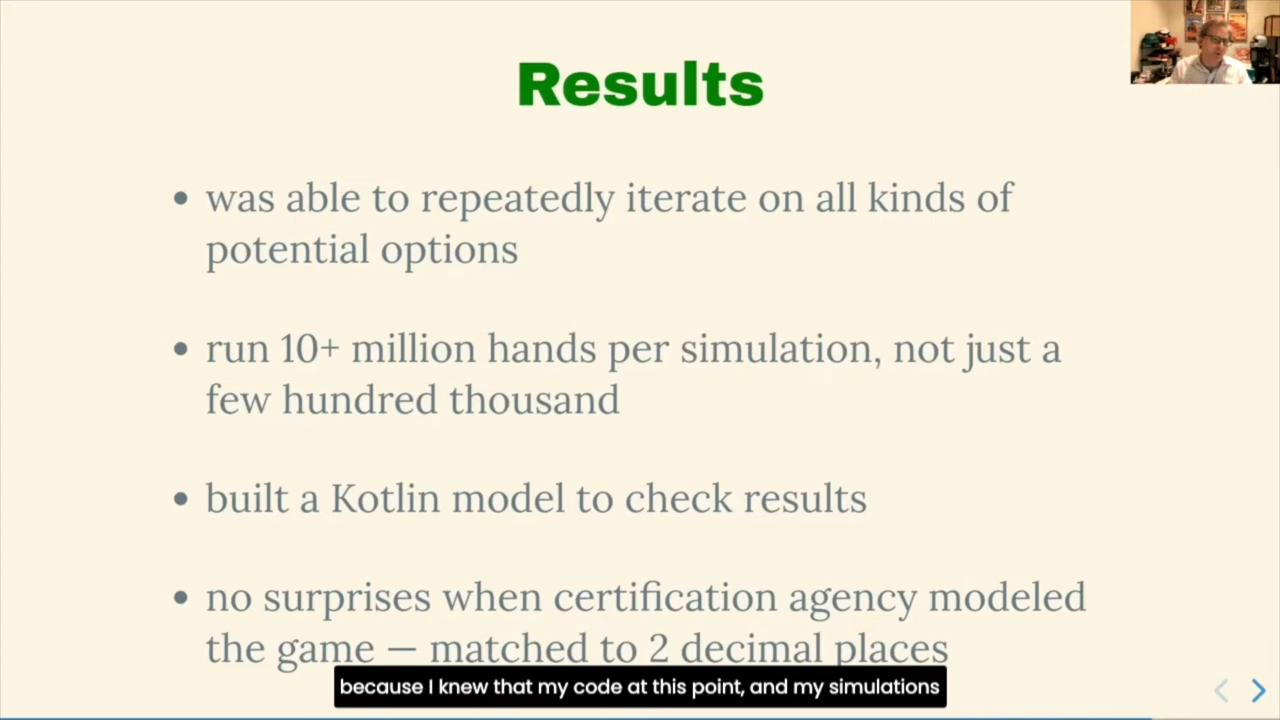 Results
was able to repeatedly iterate on all kinds of
potential options
run 10+ million hands per simulation, not just a
few hundred thousand
built a Kotlin model to check results
no surprises when certification agency modeled
the game — matched to 2 decimal places
because I knew that my code at this point, and my simulations